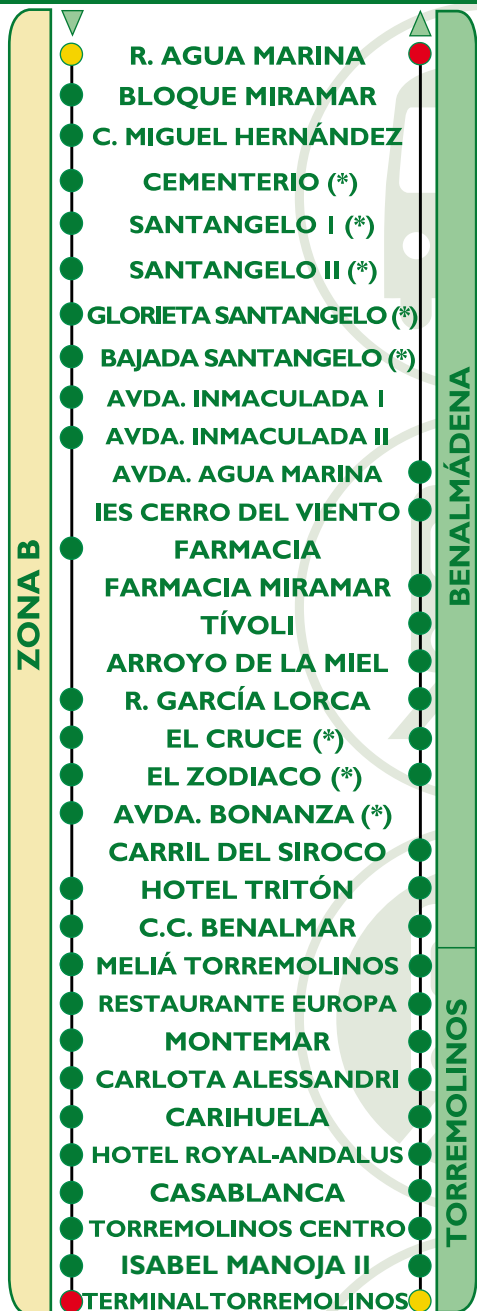 R. AGUA MARINA
BLOQUE MIRAMAR
C. MIGUEL HERNÁNDEZ
CEMENTERIO (*)
SANTANGELO I (*)
SANTANGELO II (*)
GLORIETA SANTANGELO (*)
BAJADA SANTANGELO (*)
AVDA. INMACULADA I
AVDA. INMACULADA II
AVDA. AGUA MARINA
IES CERRO DEL VIENTO
FARMACIA
FARMACIA MIRAMAR
TÍVOLI
ARROYO DE LA MIEL
R. GARCÍA LORCA
EL CRUCE (*)
EL ZODIACO (*)
AVDA. BONANZA (*)
CARRIL DEL SIROCO
HOTEL TRITÓN
C.C. BENALMAR
MELIÁ TORREMOLINOS
RESTAURANTE EUROPA
MONTEMAR
CARLOTA ALESSANDRI
CARIHUELA
HOTEL ROYAL-ANDALUS
CASABLANCA
TORREMOLINOS CENTRO
ISABEL MANOJA II
TERMINAL TORREMOLINOS
ZONA B
BENALMÁDENA
TORREMOLINOS